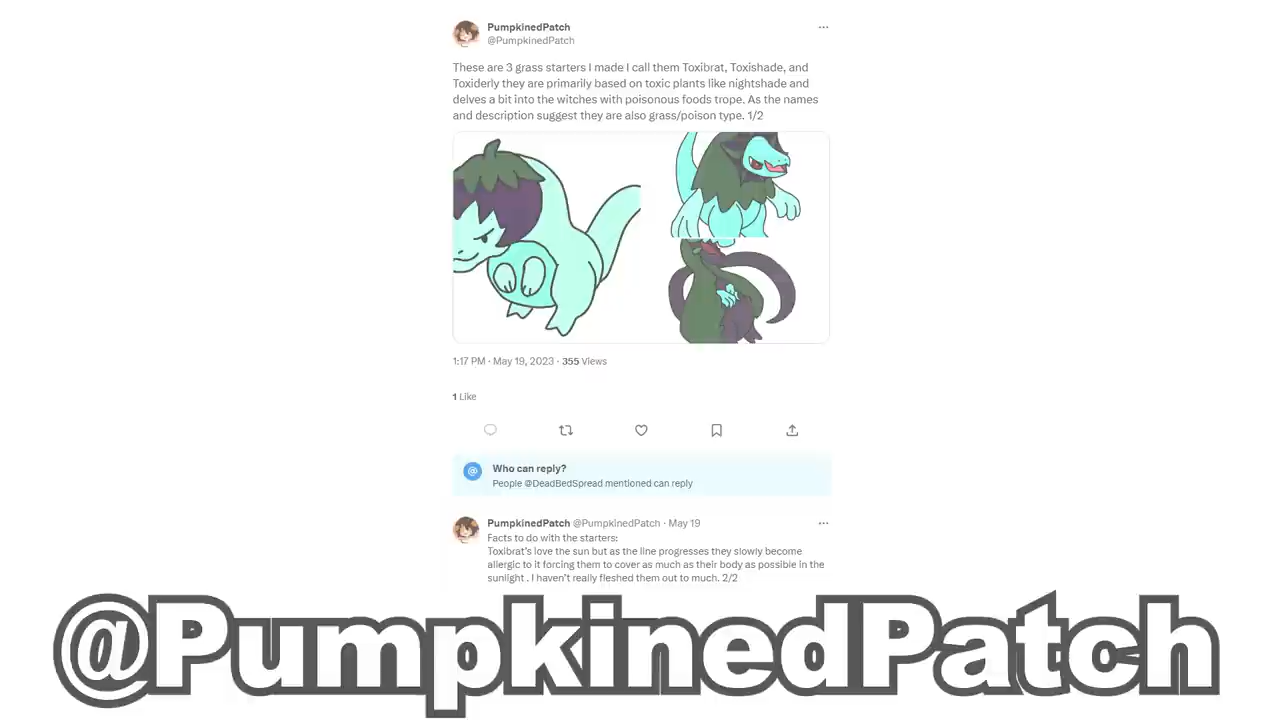 PumpkinedPatch
@PumpkinedPatch
These are 3 grass starters I made I call them Toxibrat, Toxishade, and
Toxiderly they are primarily based on toxic plants like nightshade and
delves a bit into the witches with poisonous foods trope. As the names
and description suggest they are also grass/poison type. 1/2
1:17 PM · May 19, 2023 · 355 Views
1 Like
@
Who can reply?
People @DeadBedSpread mentioned can reply
PumpkinedPatch @PumpkinedPatch · May 19
Facts to do with the starters:
Toxibrat's love the sun but as the line progresses they slowly become
allergic to it forcing them to cover as much as their body as possible in the
sunlight . I haven't really fleshed them out to much. 2/2
@PumpkinedPatch